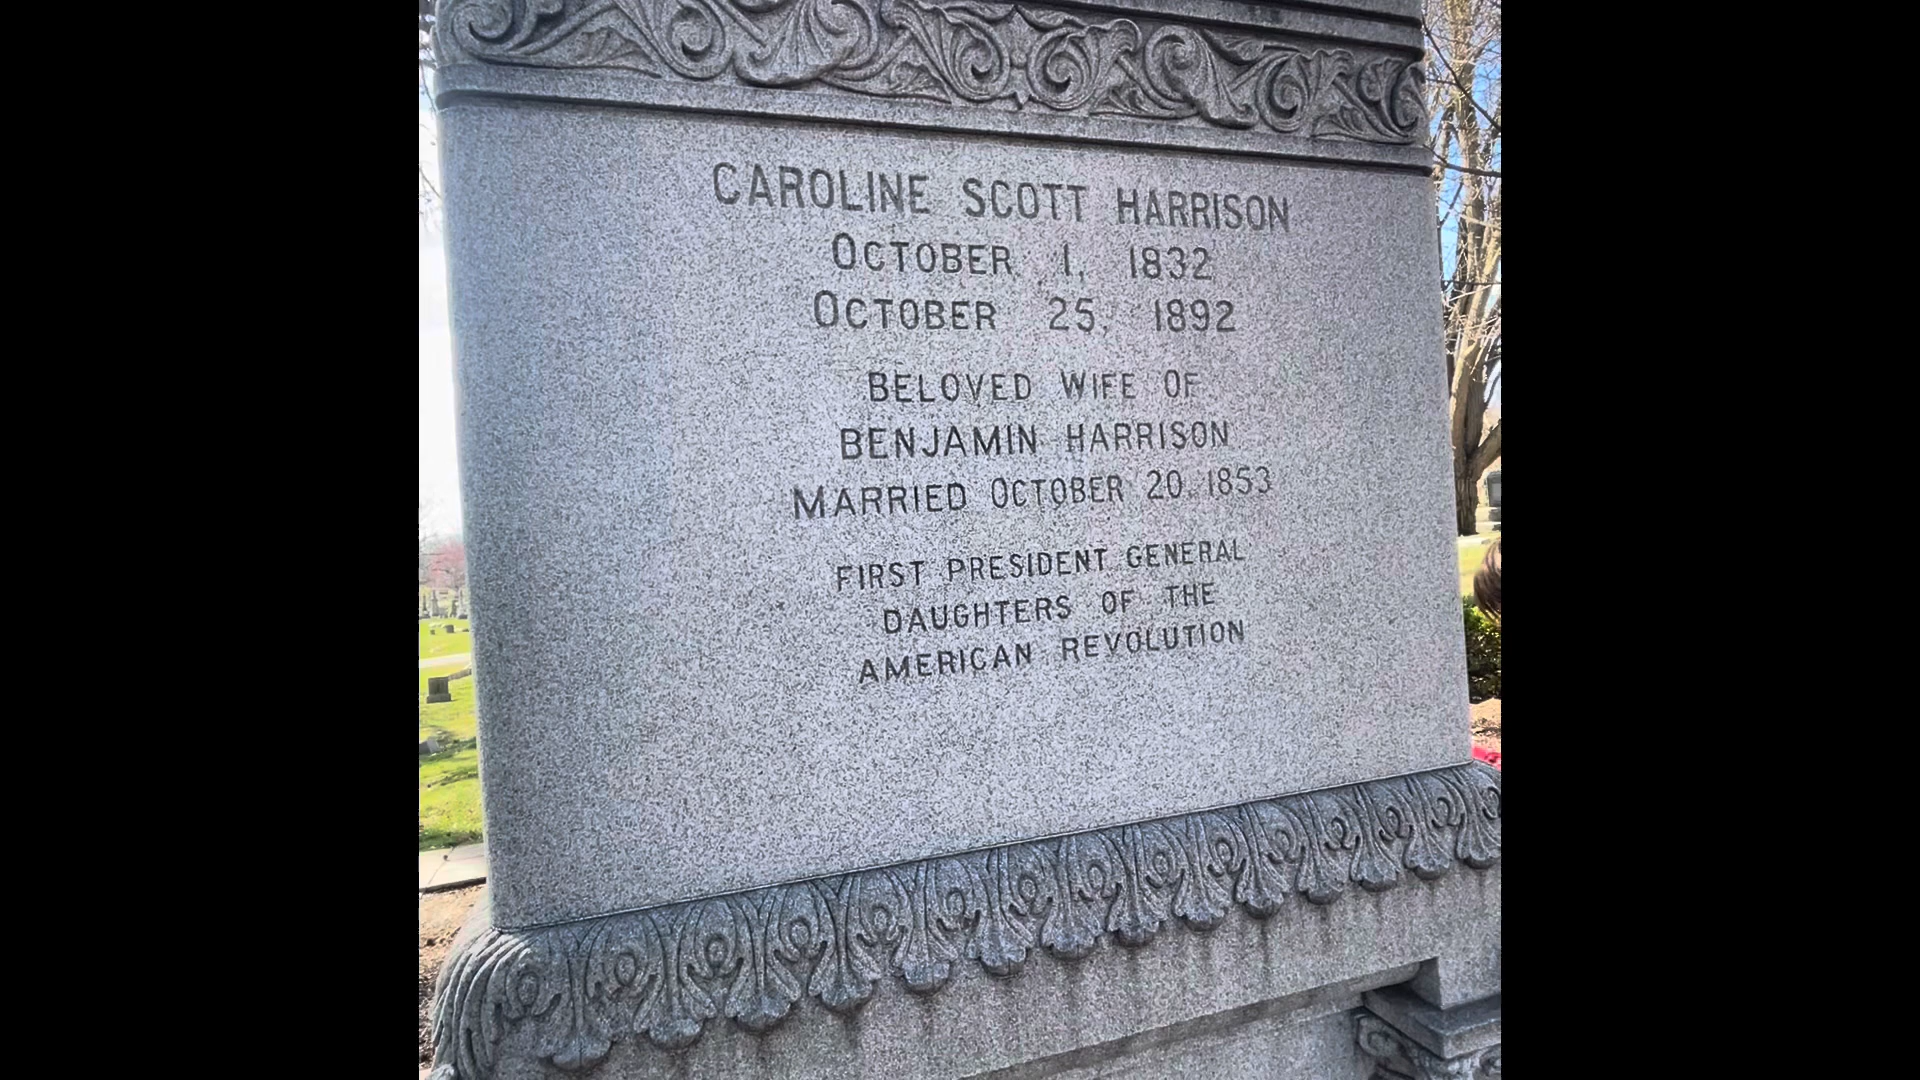 CAROLINE SCOTT HARRISON
OCTOBER 1, 1832
OCTOBER 25, 1892
BELOVED WIFE OF
BENJAMIN HARRISON
MARRIED OCTOBER 20, 1853
FIRST PRESIDENT GENERAL
DAUGHTERS OF THE
AMERICAN REVOLUTION